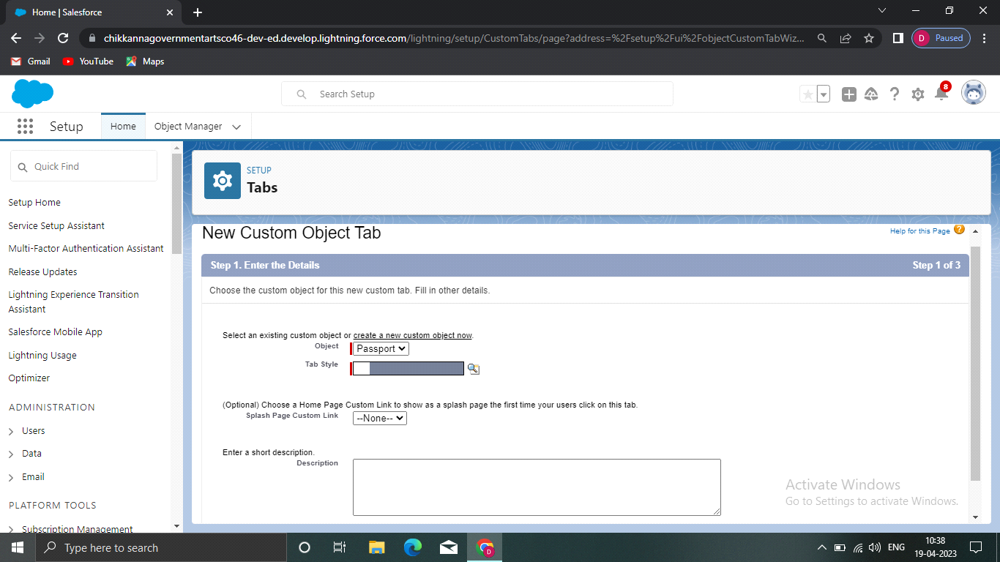 Home | Salesforce
chikkannagovernmentartsco46-dev-ed.develop.lightning.force.com/lightning/setup/CustomTabs/page?address=%2Fsetup%2Fui%2FobjectCustomTabWiz...
D Paused
Gmail YouTube Maps
Search Setup
8
Setup Home Object Manager
Quick Find
Setup Home
Service Setup Assistant
Multi-Factor Authentication Assistant
Release Updates
Lightning Experience Transition
Assistant
Salesforce Mobile App
Lightning Usage
Optimizer
ADMINISTRATION
Users
Data
Email
PLATFORM TOOLS
Subscription Management
SETUP
Tabs
New Custom Object Tab
Help for this Page ?
Step 1. Enter the Details Step 1 of 3
Choose the custom object for this new custom tab. Fill in other details.
Select an existing custom object or create a new custom object now.
Object Passport
Tab Style
(Optional) Choose a Home Page Custom Link to show as a splash page the first time your users click on this tab.
Splash Page Custom Link --None--
Enter a short description.
Description
Activate Windows
Go to Settings to activate Windows.
Type here to search
D
ENG
10:38
19-04-2023